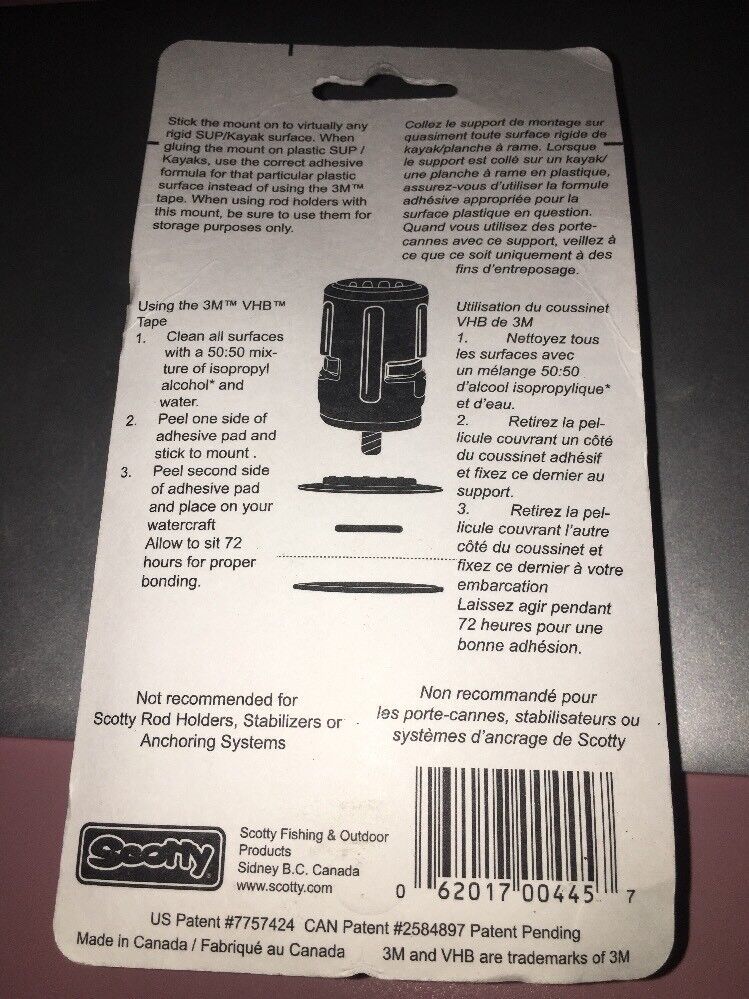 Stick the mount on to virtually any
rigid SUP/Kayak surface. When
gluing the mount on plastic SUP /
Kayaks, use the correct adhesive
formula for that particular plastic
surface instead of using the 3M™
tape. When using rod holders with
this mount, be sure to use them for
storage purposes only.
Collez le support de montage sur
quasiment toute surface rigide de
kayak/planche à rame. Lorsque
le support est collé sur un kayak/
une planche à rame en plastique,
assurez-vous d'utiliser la formule
adhésive appropriée pour la
surface plastique en question.
Quand vous utilisez des porte-
cannes avec ce support, veillez à
ce que ce soit uniquement à des
fins d'entreposage.
Using the 3M™ VHB™
Tape
1. Clean all surfaces
with a 50:50 mix-
ture of isopropyl
alcohol* and
water.
2. Peel one side of
adhesive pad and
stick to mount .
3. Peel second side
of adhesive pad
and place on your
watercraft
Allow to sit 72
hours for proper
bonding.
Utilisation du coussinet
VHB de 3M
1. Nettoyez tous
les surfaces avec
un mélange 50:50
d'alcool isopropylique*
et d'eau.
2. Retirez la pel-
licule couvrant un côté
du coussinet adhésif
et fixez ce dernier au
support.
3. Retirez la pel-
licule couvrant l'autre
côté du coussinet et
fixez ce dernier à votre
embarcation
Laissez agir pendant
72 heures pour une
bonne adhésion.
Not recommended for
Scotty Rod Holders, Stabilizers or
Anchoring Systems
Non recommandé pour
les porte-cannes, stabilisateurs ou
systèmes d'ancrage de Scotty
Scotty
Scotty Fishing & Outdoor
Products
Sidney B.C. Canada
www.scotty.com
0 62017 00445 7
US Patent #7757424 CAN Patent #2584897 Patent Pending
Made in Canada / Fabriqué au Canada 3M and VHB are trademarks of 3M